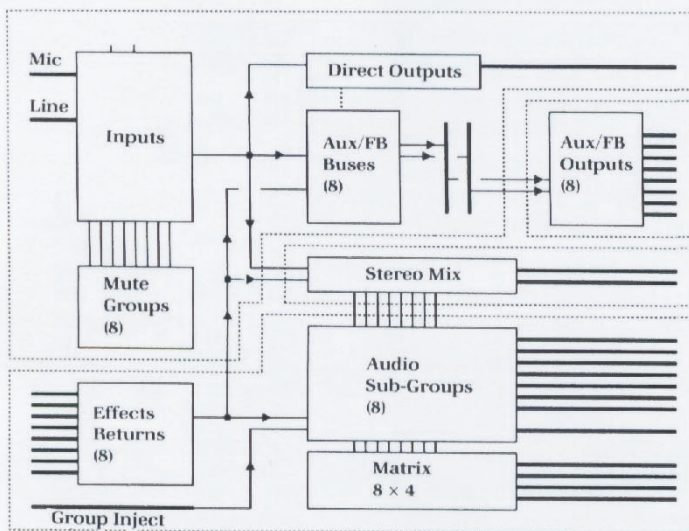 Mic
Line
Inputs
Direct Outputs
Aux/FB
Buses
(8)
Aux/FB
Outputs
(8)
Stereo Mix
Mute
Groups
(8)
Audio
Sub-Groups
(8)
Effects
Returns
(8)
Matrix
8 × 4
Group Inject